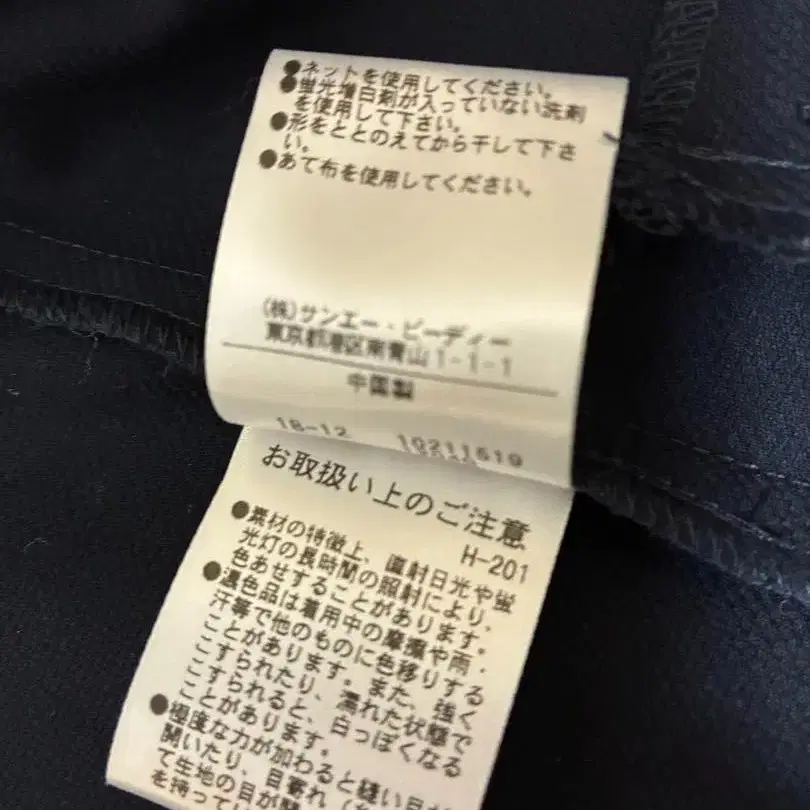 ●ネットを使用してください。
●蛍光増白剤が入っていない洗剤
を使用して下さい。
●形をととのえてから干して下さ
い。
●あて布を使用してください。
(株)サンエー・ビーディー
東京都港区南青山1-1-1
中国製
18-12 10211519
お取扱い上のご注意
H-201
●素材の特徴上、直射日光や蛍
光灯の長時間の照射により、
色あせすることがあります。
●濃色品は着用中の摩擦や雨・
汗等で他のものに色移りする
ことがあります。また、強く
こすられたり、濡れた状態で
こすられると、白っぽくなる
ことがあります。
●極度な力が加わると縫い目が
開いたり、目寄れ
て生地の目が
を持ってい